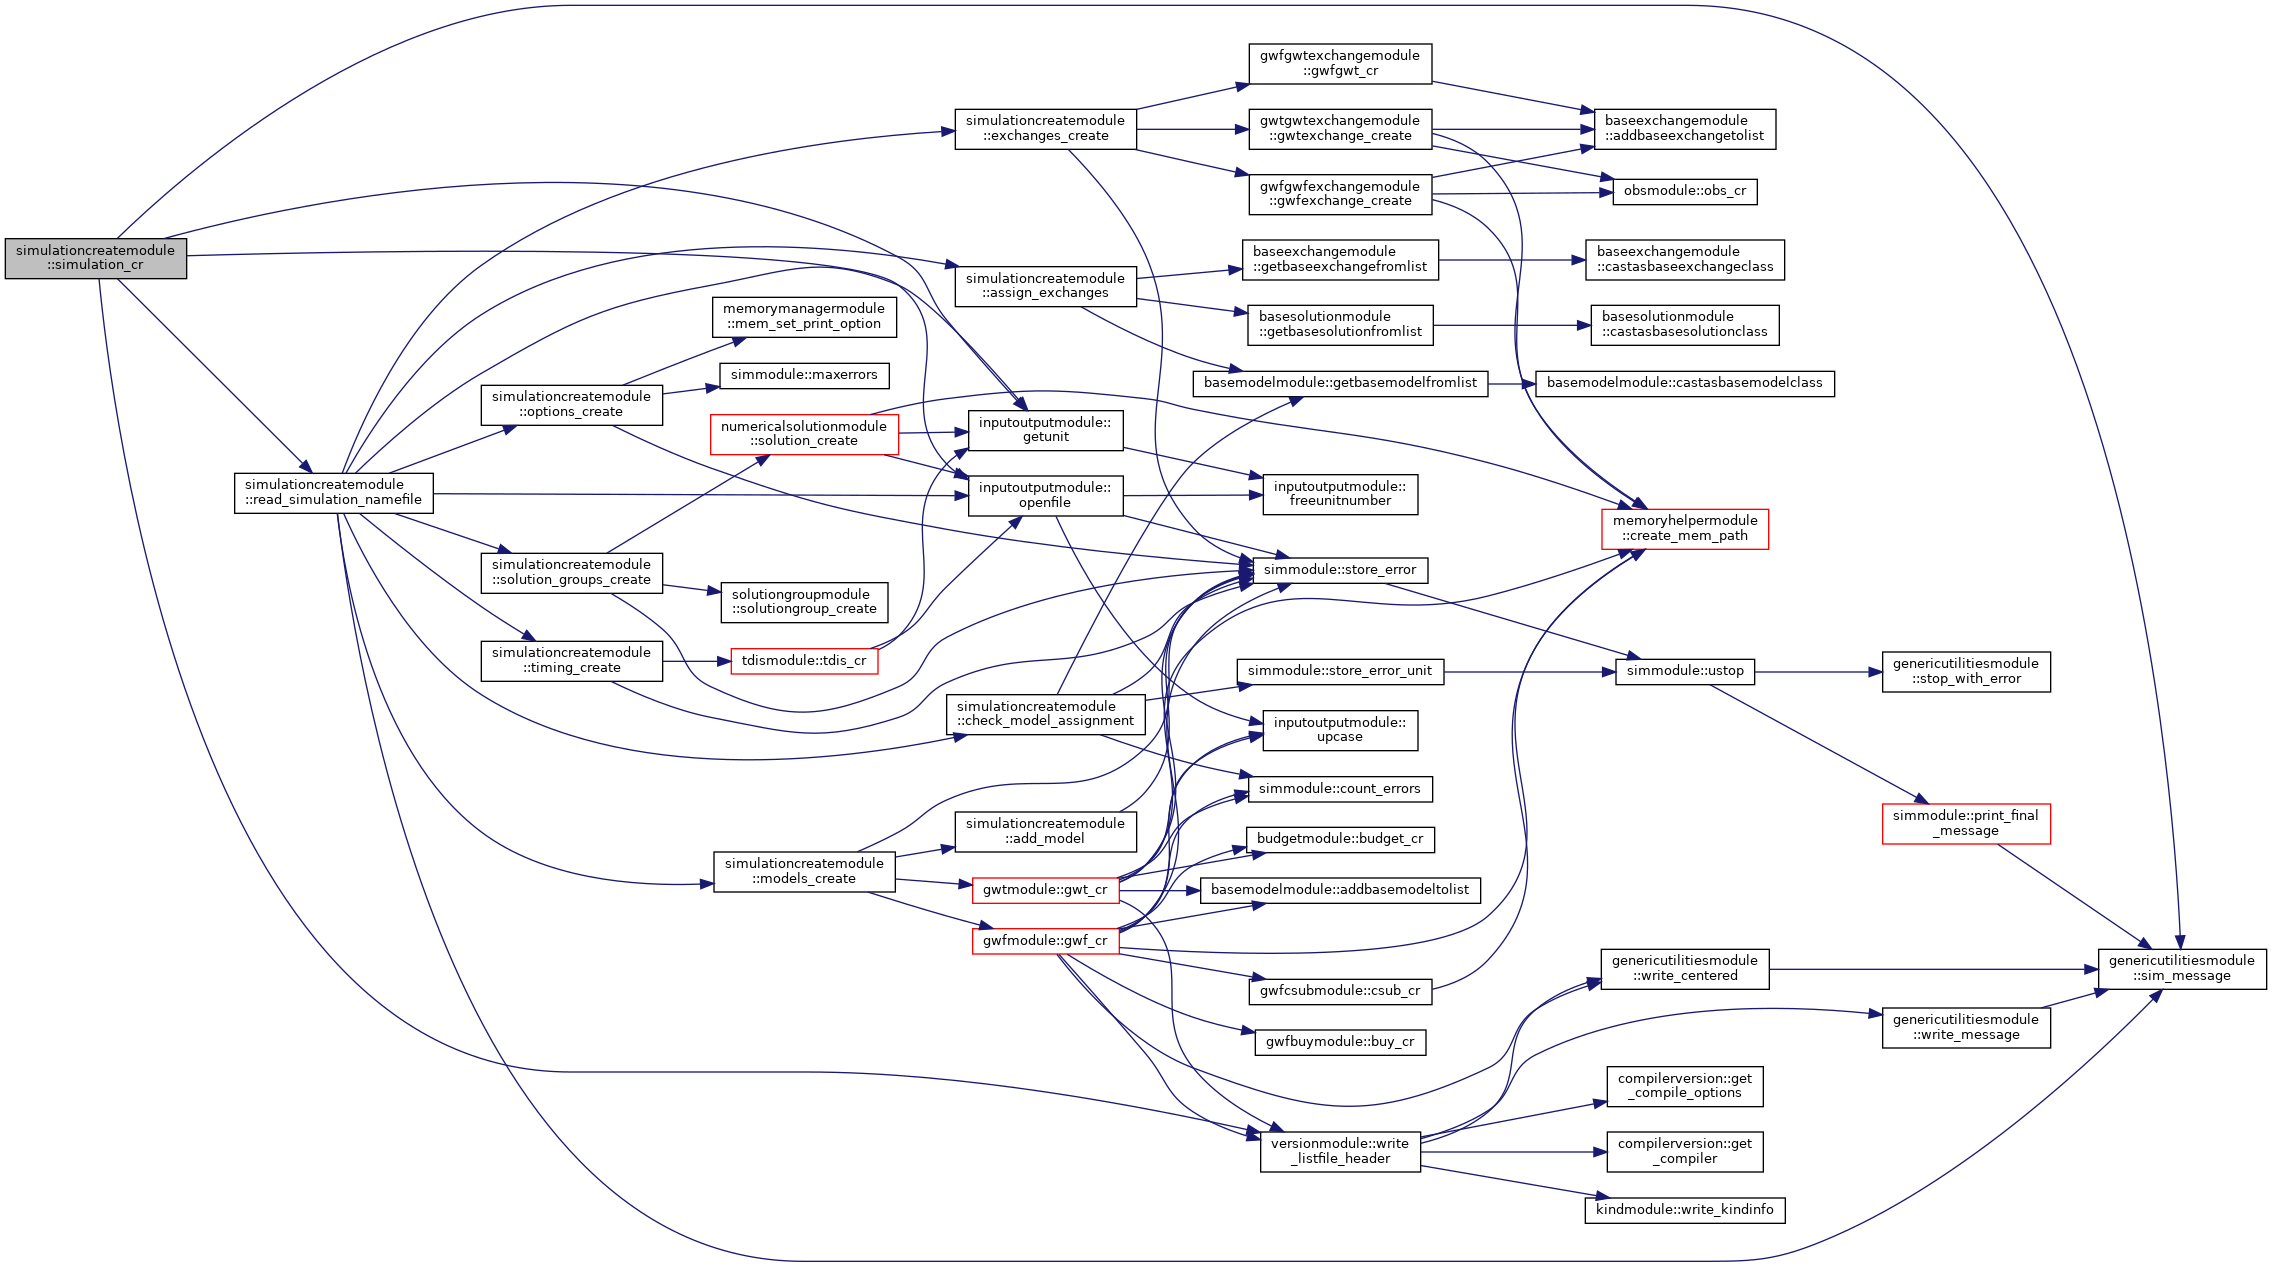 simulationcreatemodule
::simulation_cr
simulationcreatemodule
::read_simulation_namefile
simulationcreatemodule
::options_create
simulationcreatemodule
::solution_groups_create
simulationcreatemodule
::timing_create
memorymanagermodule
::mem_set_print_option
simmodule::maxerrors
numericalsolutionmodule
::solution_create
solutiongroupmodule
::solutiongroup_create
tdismodule::tdis_cr
simulationcreatemodule
::models_create
simulationcreatemodule
::exchanges_create
simulationcreatemodule
::assign_exchanges
inputoutputmodule::
getunit
inputoutputmodule::
openfile
simulationcreatemodule
::check_model_assignment
simulationcreatemodule
::add_model
gwtmodule::gwt_cr
gwfmodule::gwf_cr
gwfgwtexchangemodule
::gwfgwt_cr
gwtgwtexchangemodule
::gwtexchange_create
gwfgwfexchangemodule
::gwfexchange_create
baseexchangemodule
::getbaseexchangefromlist
basesolutionmodule
::getbasesolutionfromlist
basemodelmodule::getbasemodelfromlist
inputoutputmodule::
freeunitnumber
simmodule::store_error
simmodule::store_error_unit
inputoutputmodule::
upcase
simmodule::count_errors
budgetmodule::budget_cr
basemodelmodule::addbasemodeltolist
gwfcsubmodule::csub_cr
gwfbuymodule::buy_cr
versionmodule::write
_listfile_header
baseexchangemodule
::addbaseexchangetolist
obsmodule::obs_cr
baseexchangemodule
::castasbaseexchangeclass
basesolutionmodule
::castasbasesolutionclass
basemodelmodule::castasbasemodelclass
memoryhelpermodule
::create_mem_path
simmodule::ustop
genericutilitiesmodule
::write_centered
compilerversion::get
_compile_options
compilerversion::get
_compiler
kindmodule::write_kindinfo
genericutilitiesmodule
::stop_with_error
simmodule::print_final
_message
genericutilitiesmodule
::write_message
genericutilitiesmodule
::sim_message